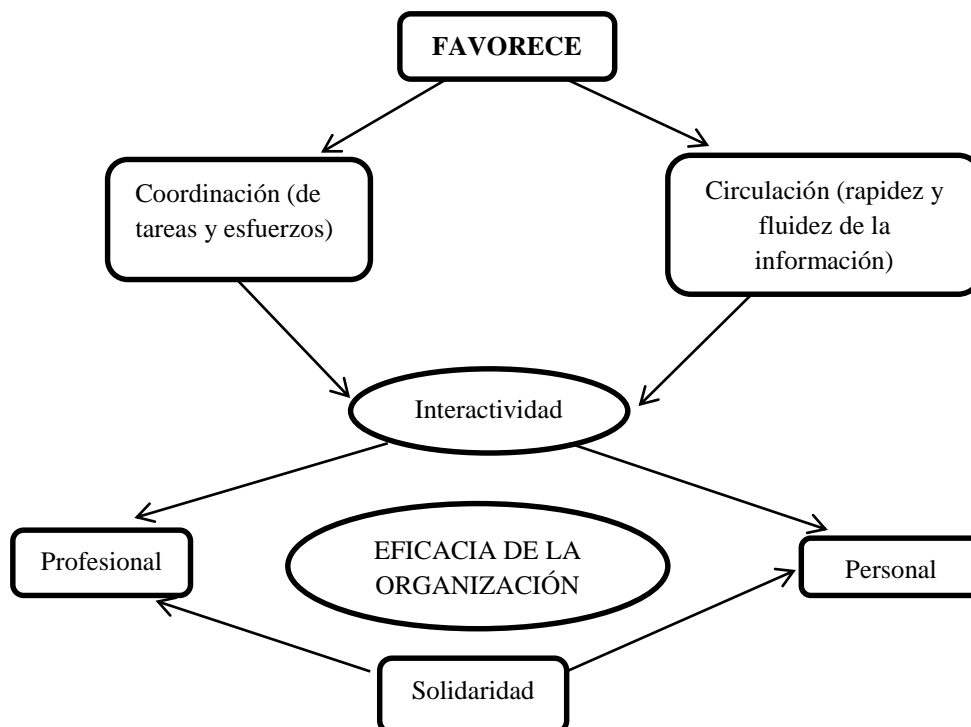 FAVORECE
Coordinación (de
tareas y esfuerzos)
Circulación (rapidez y
fluidez de la
información)
Interactividad
Profesional
EFICACIA DE LA
ORGANIZACIÓN
Personal
Solidaridad